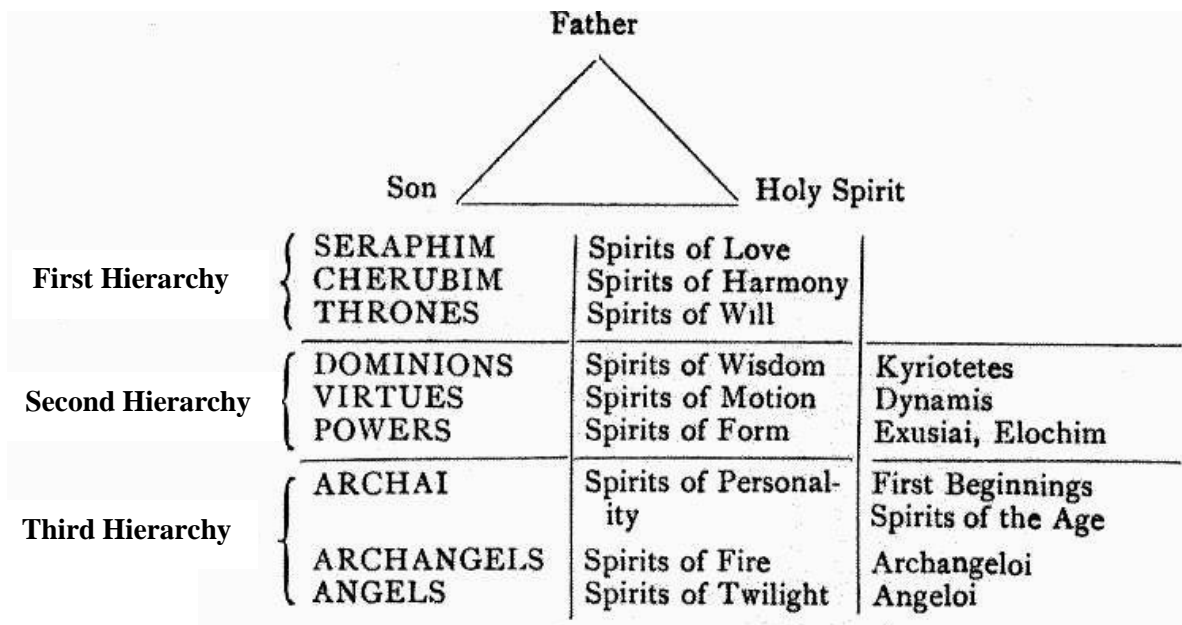 Father
Son Holy Spirit
First Hierarchy
SERAPHIM Spirits of Love
CHERUBIM Spirits of Harmony
THRONES Spirits of Will
Second Hierarchy
DOMINIONS Spirits of Wisdom Kyriotetes
VIRTUES Spirits of Motion Dynamis
POWERS Spirits of Form Exusiai, Elochim
Third Hierarchy
ARCHAI Spirits of Personal- First Beginnings
ity Spirits of the Age
ARCHANGELS Spirits of Fire Archangeloi
ANGELS Spirits of Twilight Angeloi